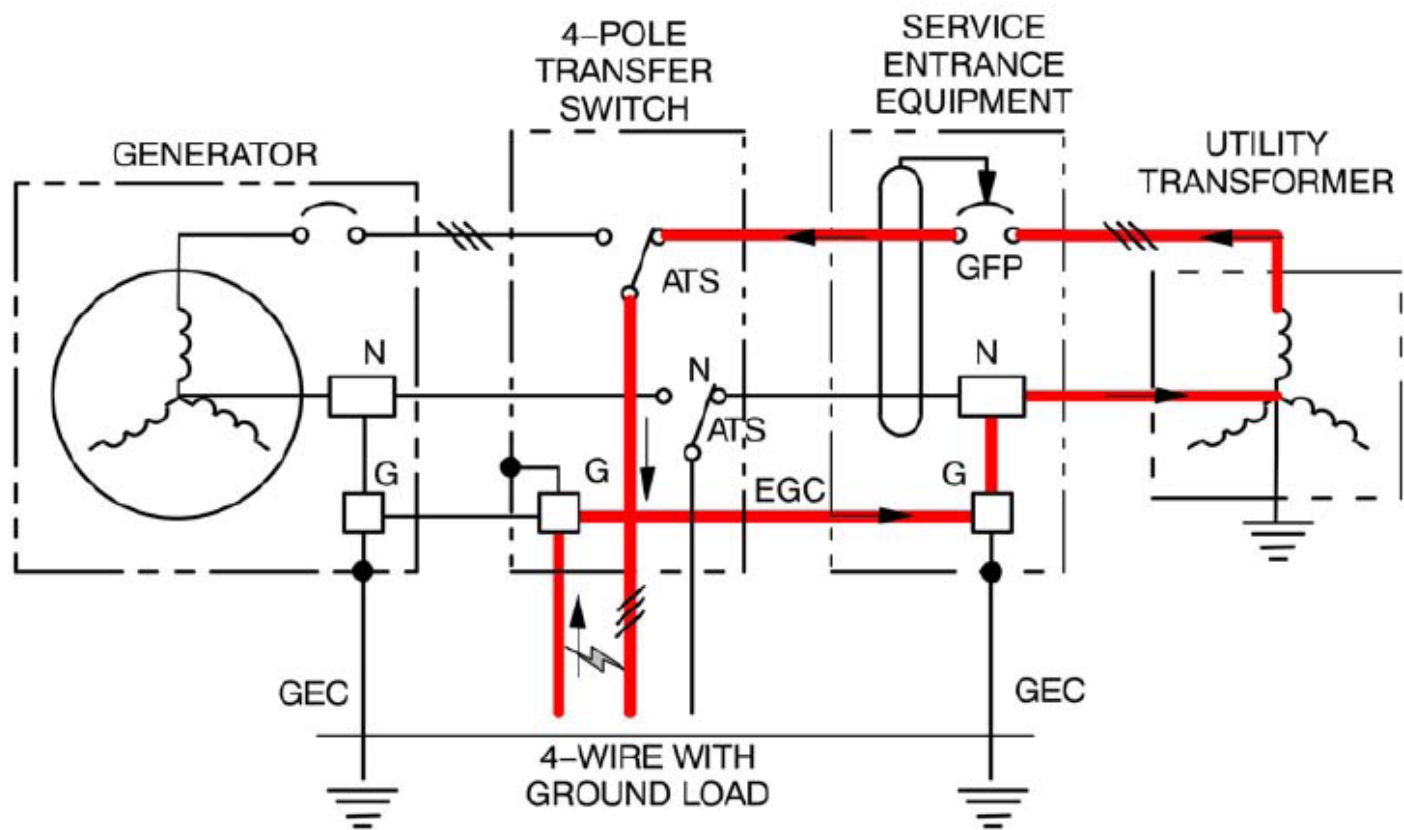 4–POLE
TRANSFER
SWITCH
SERVICE
ENTRANCE
EQUIPMENT
GENERATOR
UTILITY
TRANSFORMER
ATS
GFP
N
N
N
ATS
G
G
EGC
G
GEC
GEC
4–WIRE WITH
GROUND LOAD